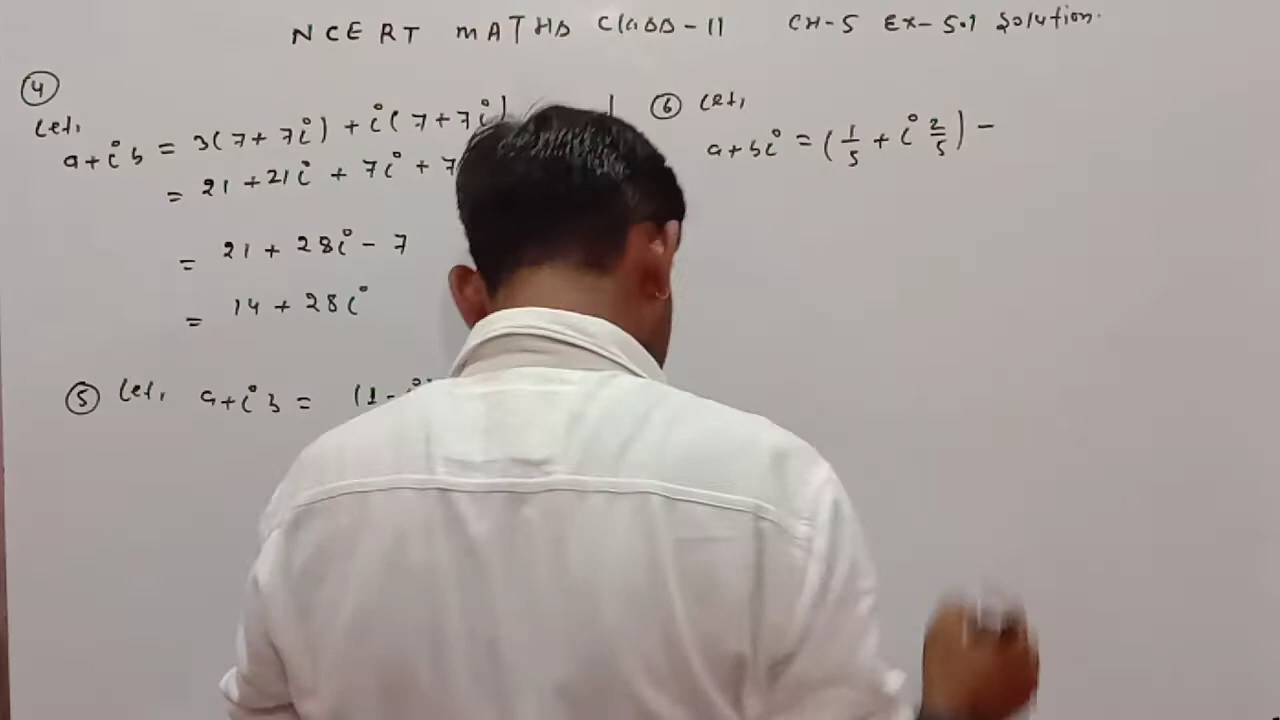 NCERT MATHS Class-11 CH-5 Ex-5.1 Solution.
④
Let,
a+ib = 3(7+7i) + i(7+7i)
= 21 + 21i + 7i + 7
= 21 + 28i - 7
= 14 + 28i
⑤ Let, a+ib = (1-i
⑥ Let,
a+bi = (1/5 + i 2/5) -